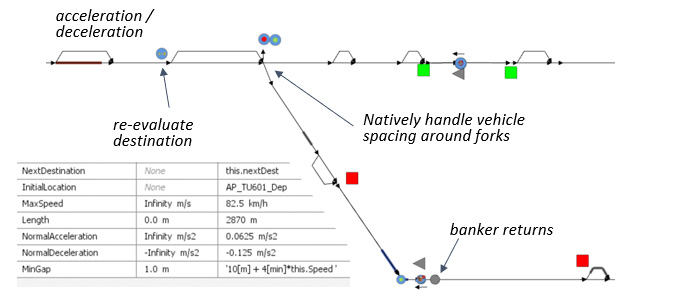 acceleration /
deceleration
re-evaluate
destination
Natively handle vehicle
spacing around forks
NextDestination None this.nextDest
InitialLocation None AP_TU601_Dep
MaxSpeed Infinity m/s 82.5 km/h
Length 0.0 m 2870 m
NormalAcceleration Infinity m/s2 0.0625 m/s2
NormalDeceleration -Infinity m/s2 -0.125 m/s2
MinGap 1.0 m '10[m] + 4[min]*this.Speed '
banker returns